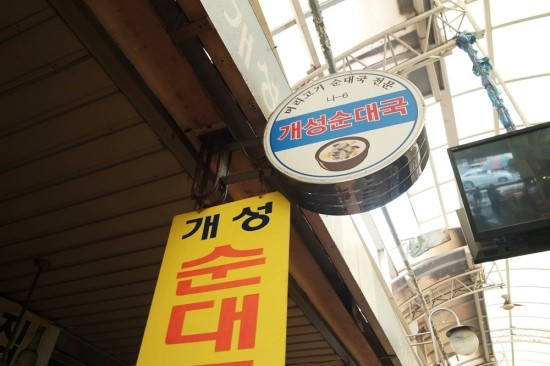 머리고기 순대국 전문
나-6
개성순대국
개성
순대